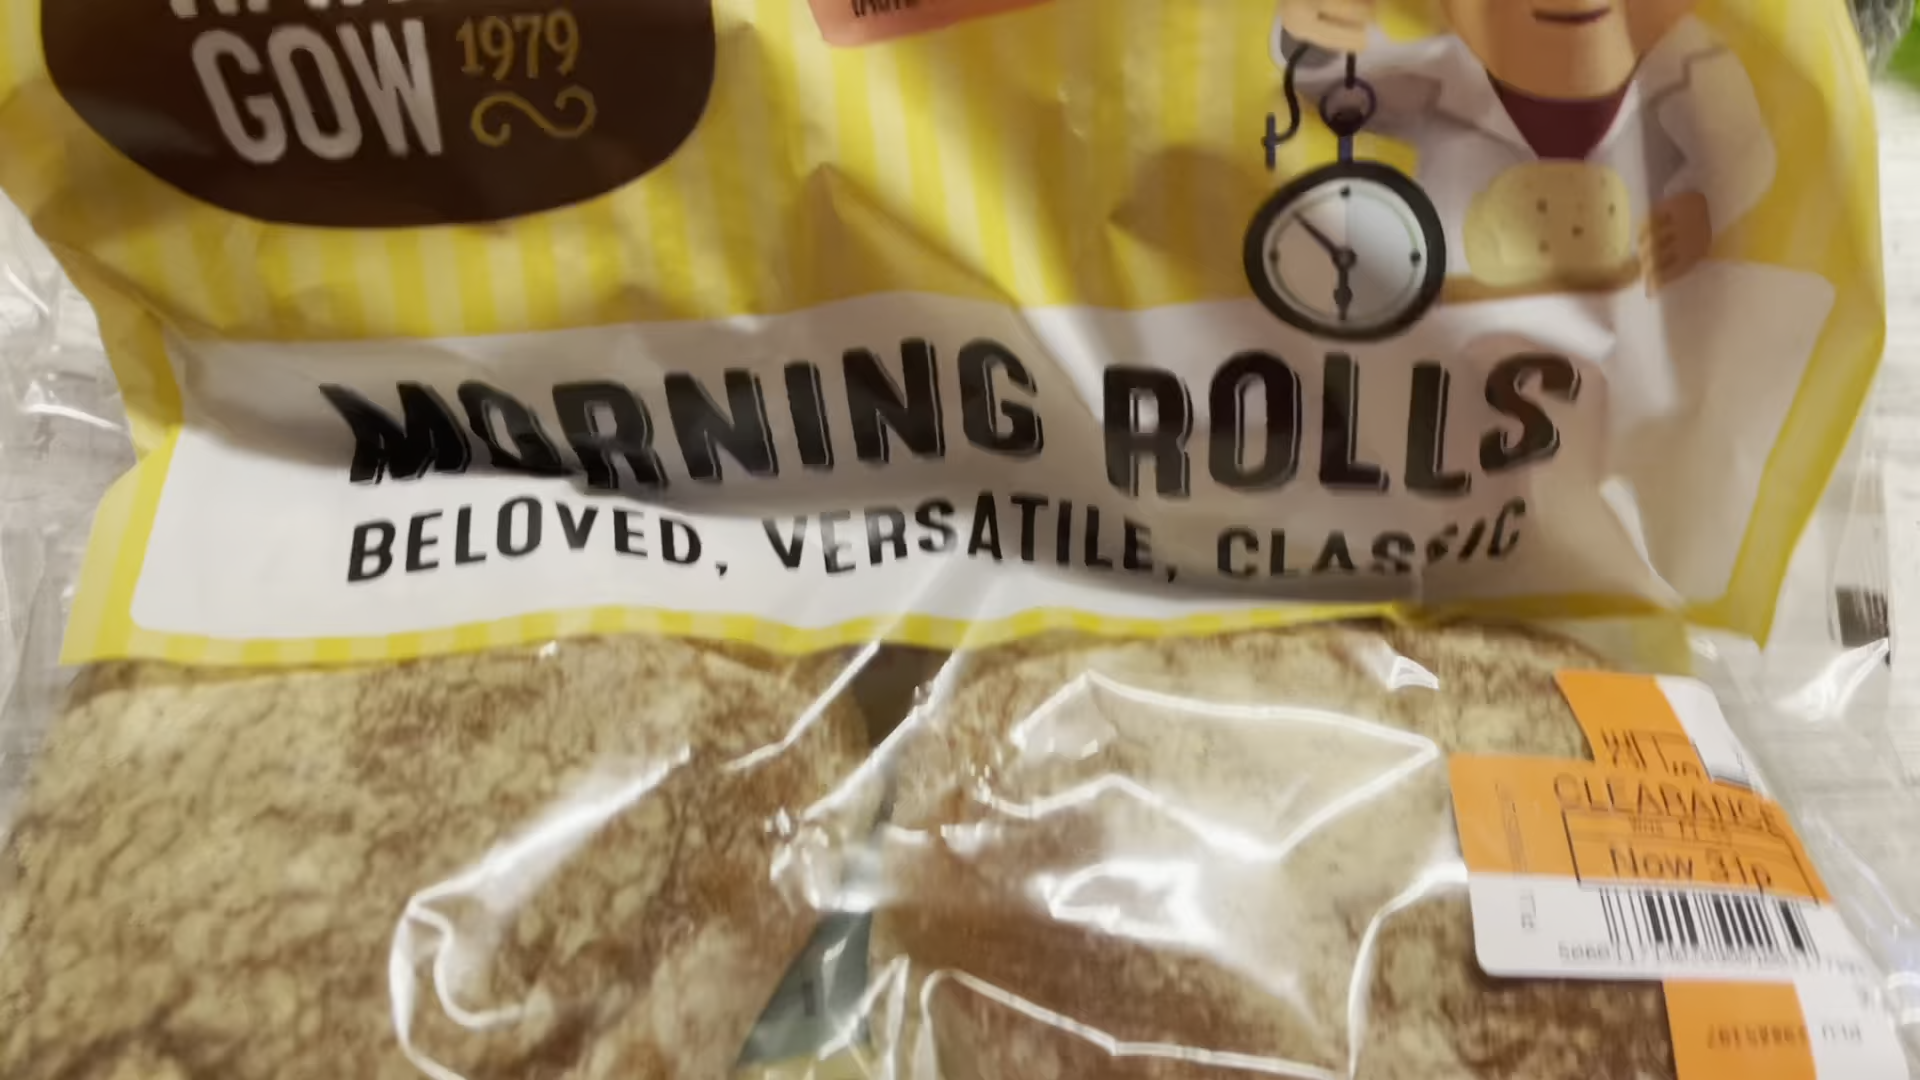 GOW 1979
MORNING ROLLS
BELOVED, VERSATILE, CLASSIC
CLEARANCE
Now 31p